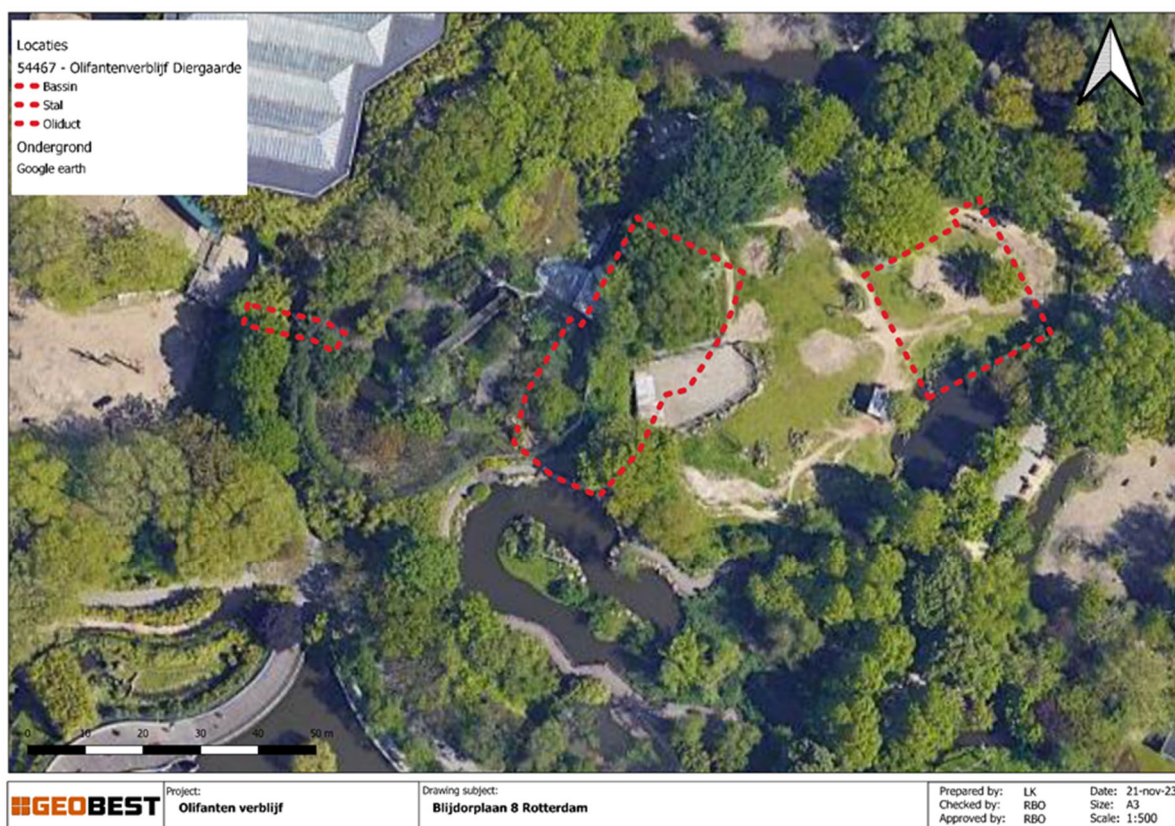 Locaties
54467 - Olifantenverblijf Diergaarde
Bassin
Stal
Oliduct
Ondergrond
Google earth
0 10 20 30 40 50 m
GEOBEST
Project:
Olifanten verblijf
Drawing subject:
Blijdorplaan 8 Rotterdam
Prepared by: LK
Checked by: RBO
Approved by: RBO
Date: 21-nov-23
Size: A3
Scale: 1:500